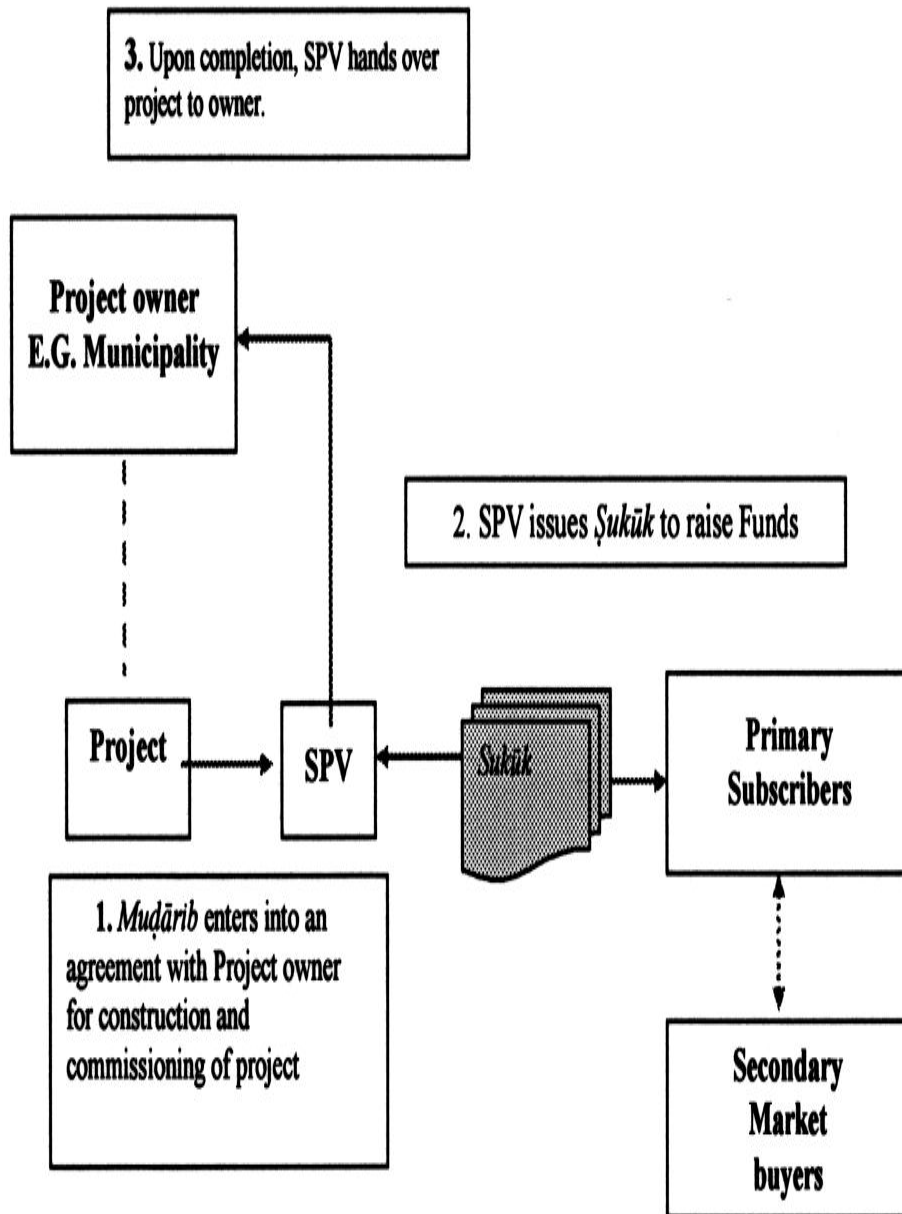 3. Upon completion, SPV hands over
project to owner.
Project owner
E.G. Municipality
2. SPV issues Ṣukūk to raise Funds
Project
SPV
Ṣukūk
Primary
Subscribers
1. Muḍārib enters into an
agreement with Project owner
for construction and
commissioning of project
Secondary
Market
buyers